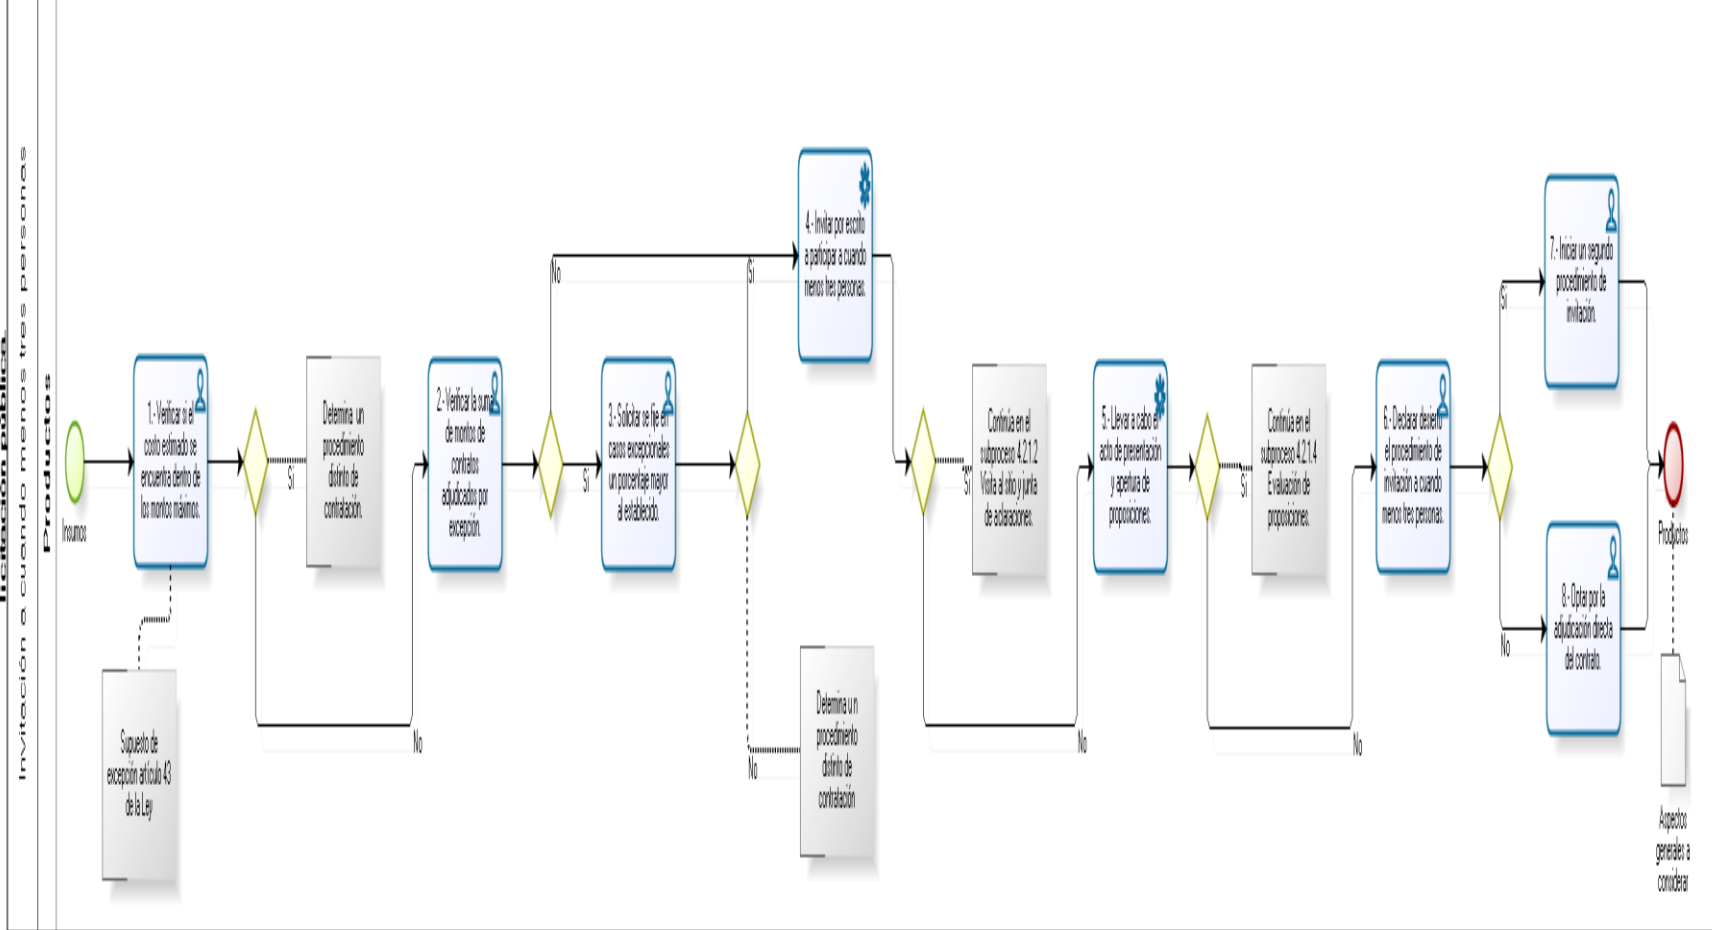 licitación pública.
Invitación a cuando menos tres personas
Productos
Insumos
1.- Verificar si el
costo estimado se
encuentra dentro de
los montos máximos.
Supuesto de
excepción artículo 43
de la Ley
Si
Determina un
procedimiento
distinto de
contratación.
No
2.- Verificar la suma
de montos de
contratos
adjudicados por
excepción.
No
Si
3.- Solicitar se fije en
casos excepcionales
un porcentaje mayor
al establecido.
Si
No
Determina un
procedimiento
distinto de
contratación
4.- Invitar por escrito
a participar a cuando
menos tres personas.
Si
Continúa en el
subproceso 4.2.1.2
Visita al sitio y junta
de aclaraciones.
No
5.- Llevar a cabo el
acto de presentación
y apertura de
proposiciones.
Si
Continúa en el
subproceso 4.2.1.4
Evaluación de
proposiciones.
No
6.- Declarar desierto
el procedimiento de
invitación a cuando
menos tres personas.
Si
7.- Iniciar un segundo
procedimiento de
invitación.
No
8.- Optar por la
adjudicación directa
del contrato.
Productos
Aspectos
generales a
considerar